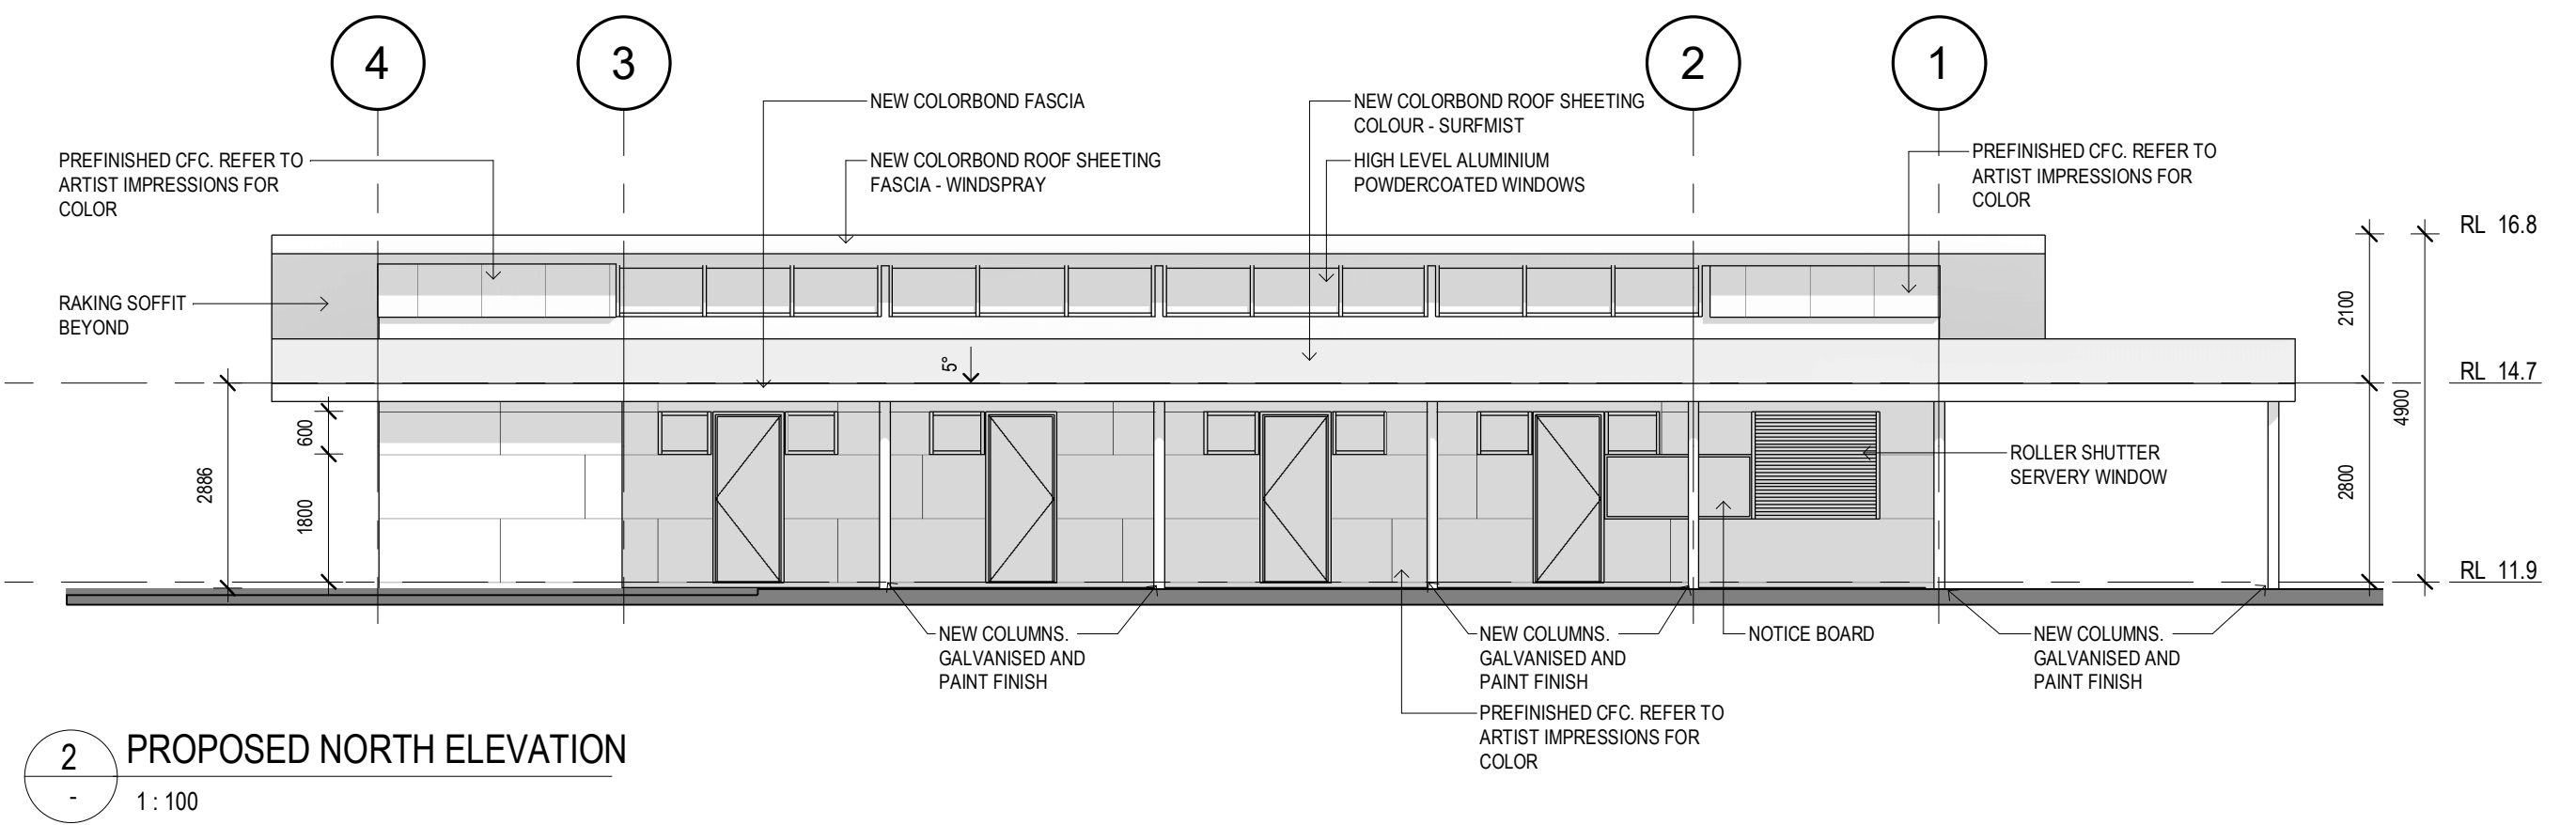 4
3
2
1
NEW COLORBOND FASCIA
NEW COLORBOND ROOF SHEETING
COLOUR - SURFMIST
PREFINISHED CFC. REFER TO
ARTIST IMPRESSIONS FOR
COLOR
NEW COLORBOND ROOF SHEETING
FASCIA - WINDSPRAY
HIGH LEVEL ALUMINIUM
POWDERCOATED WINDOWS
PREFINISHED CFC. REFER TO
ARTIST IMPRESSIONS FOR
COLOR
RL 16.8
RAKING SOFFIT
BEYOND
2100
5°
RL 14.7
4900
600
2886
1800
ROLLER SHUTTER
SERVERY WINDOW
2800
RL 11.9
NEW COLUMNS.
GALVANISED AND
PAINT FINISH
NEW COLUMNS.
GALVANISED AND
PAINT FINISH
NOTICE BOARD
NEW COLUMNS.
GALVANISED AND
PAINT FINISH
PREFINISHED CFC. REFER TO
ARTIST IMPRESSIONS FOR
COLOR
2
-
PROPOSED NORTH ELEVATION
1 : 100